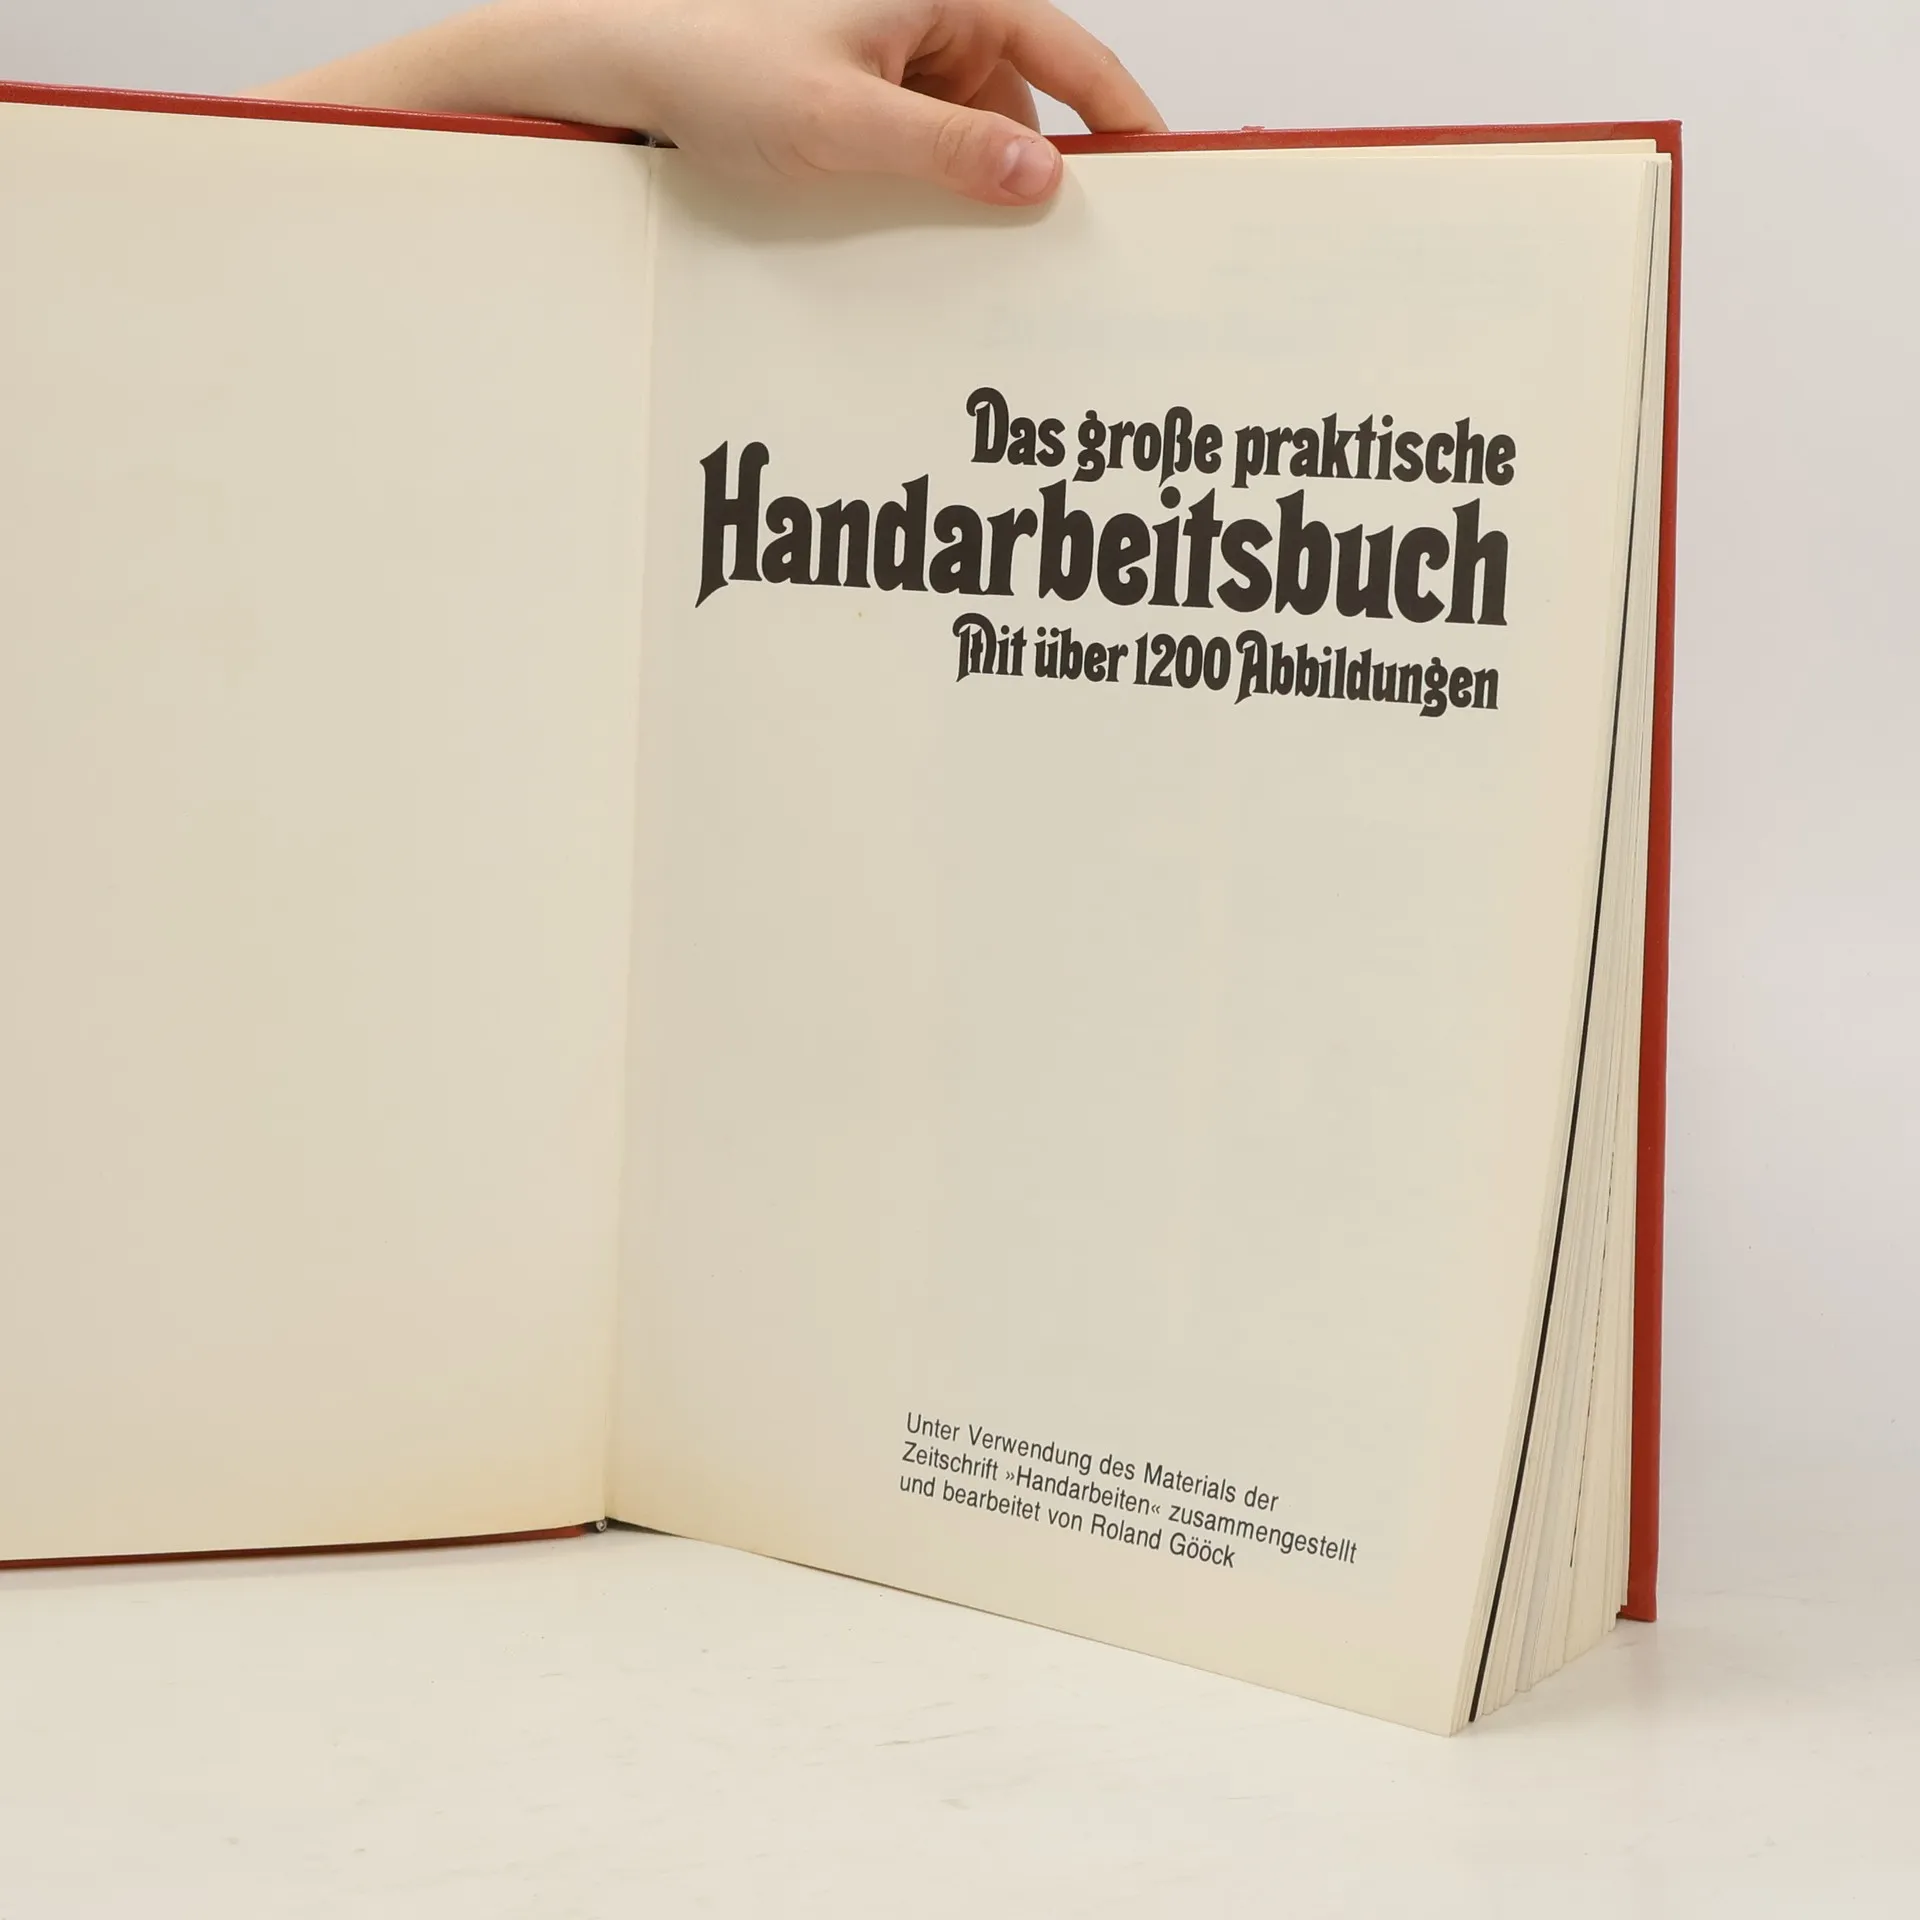 Das große praktische
Handarbeitsbuch
Mit über 1200 Abbildungen
Unter Verwendung des Materials der
Zeitschrift »Handarbeiten« zusammengestellt
und bearbeitet von Roland Gööck